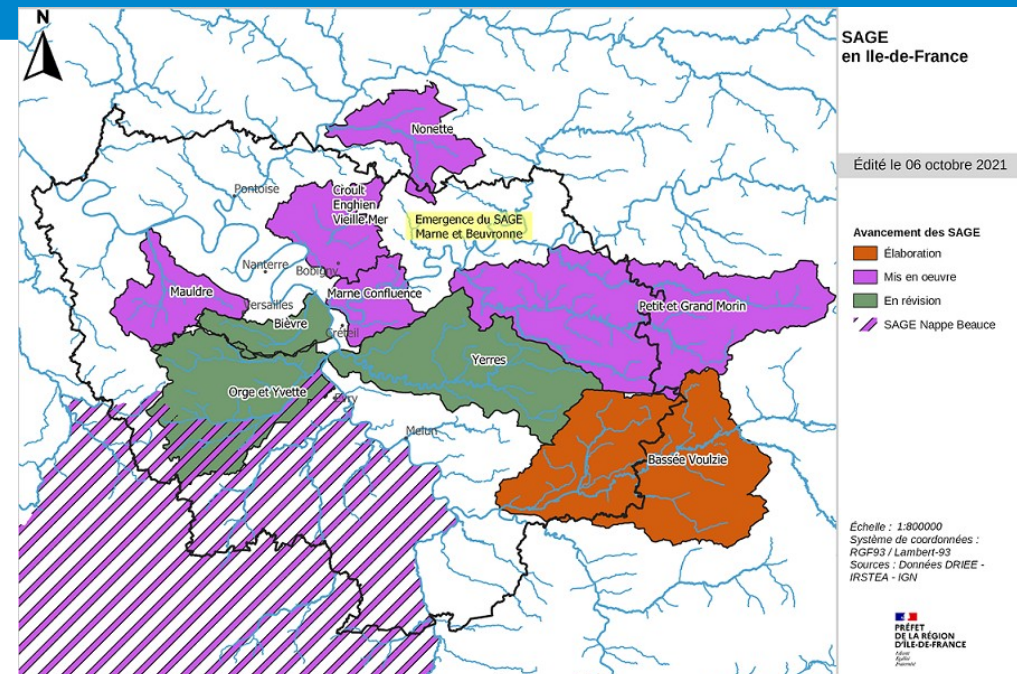 N
SAGE
en Ile-de-France
Édité le 06 octobre 2021
Nonette
Pontoise
Croult
Enghien
Vieille Mer
Emergence du SAGE
Marne et Beuvronne
Nanterre
Bobigny
Mauldre
Versailles
Marne Confluence
Bièvre
Créteil
Petit et Grand Morin
Yerres
Orge et Yvette
Evry
Melun
Bassée Voulzie
Avancement des SAGE
Élaboration
Mis en oeuvre
En révision
SAGE Nappe Beauce
Échelle : 1:800000
Système de coordonnées :
RGF93 / Lambert-93
Sources : Données DRIEE -
IRSTEA - IGN
PRÉFET
DE LA RÉGION
D'ÎLE-DE-FRANCE
Liberté
Égalité
Fraternité